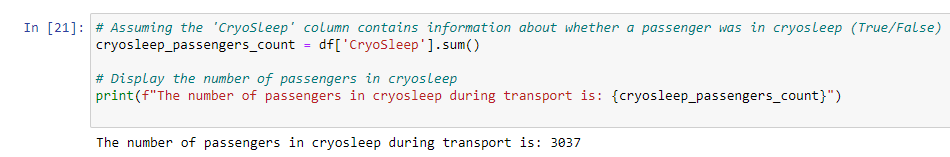 In [21]: # Assuming the 'CryoSleep' column contains information about whether a passenger was in cryosleep (True/False)
cryosleep_passengers_count = df['CryoSleep'].sum()
# Display the number of passengers in cryosleep
print(f"The number of passengers in cryosleep during transport is: {cryosleep_passengers_count}")
The number of passengers in cryosleep during transport is: 3037